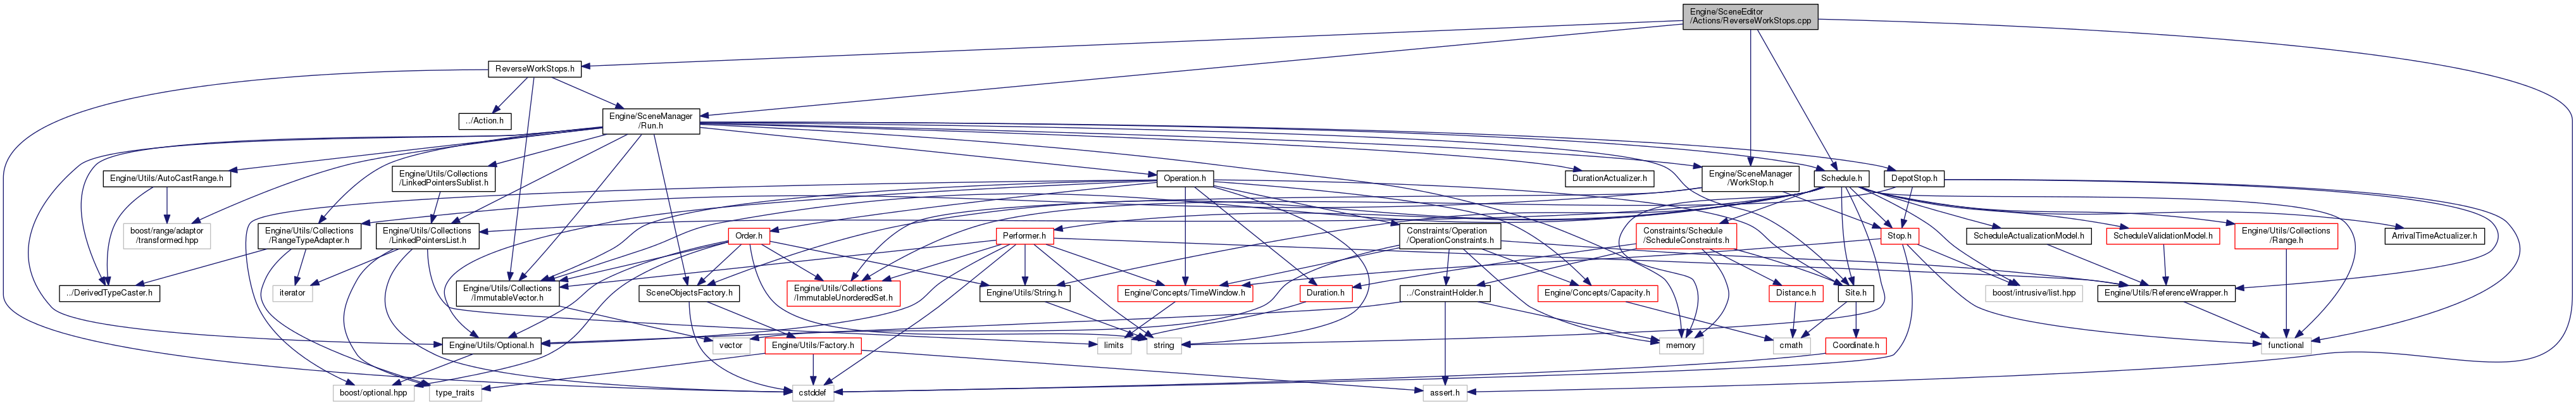 Engine/SceneEditor
/Actions/ReverseWorkStops.cpp
ReverseWorkStops.h
../Action.h
Engine/SceneManager
/Run.h
Engine/Utils/AutoCastRange.h
Engine/Utils/Collections
/LinkedPointersSublist.h
Operation.h
DurationActualizer.h
Engine/SceneManager
/WorkStop.h
Schedule.h
DepotStop.h
boost/range/adaptor
/transformed.hpp
Engine/Utils/Collections
/RangeTypeAdapter.h
Engine/Utils/Collections
/LinkedPointersList.h
Order.h
Performer.h
Constraints/Operation
/OperationConstraints.h
Constraints/Schedule
/ScheduleConstraints.h
Stop.h
ScheduleActualizationModel.h
ScheduleValidationModel.h
Engine/Utils/Collections
/Range.h
ArrivalTimeActualizer.h
../DerivedTypeCaster.h
iterator
Engine/Utils/Collections
/ImmutableVector.h
SceneObjectsFactory.h
Engine/Utils/Collections
/ImmutableUnorderedSet.h
Engine/Utils/String.h
Engine/Concepts/TimeWindow.h
Duration.h
../ConstraintHolder.h
Engine/Concepts/Capacity.h
Distance.h
Site.h
boost/intrusive/list.hpp
Engine/Utils/ReferenceWrapper.h
Engine/Utils/Optional.h
vector
Engine/Utils/Factory.h
limits
string
memory
cmath
Coordinate.h
functional
boost/optional.hpp
type_traits
cstddef
assert.h